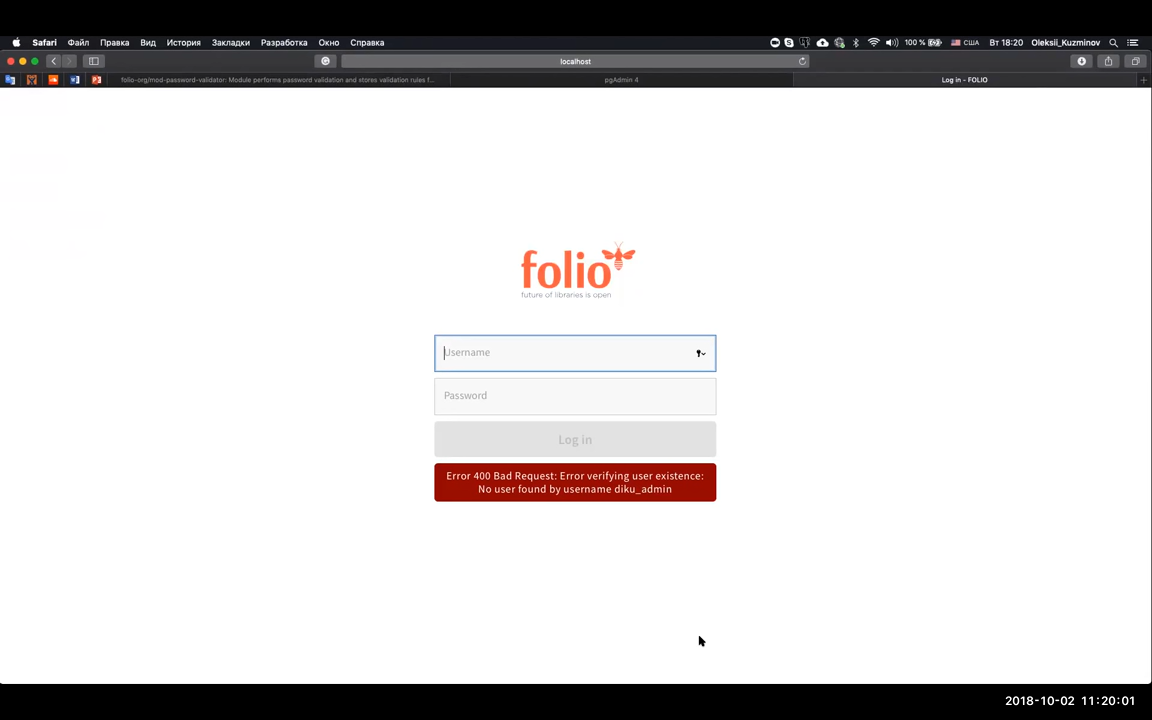 Safari Файл Правка Вид История Закладки Разработка Окно Справка 100 % США Вт 18:20 Oleksii_Kuzminov
localhost
folio-org/mod-password-validator: Module performs password validation and stores validation rules f... pgAdmin 4 Log in – FOLIO
folio
future of libraries is open
Username
Password
Log in
Error 400 Bad Request: Error verifying user existence:
No user found by username diku_admin
2018-10-02 11:20:01